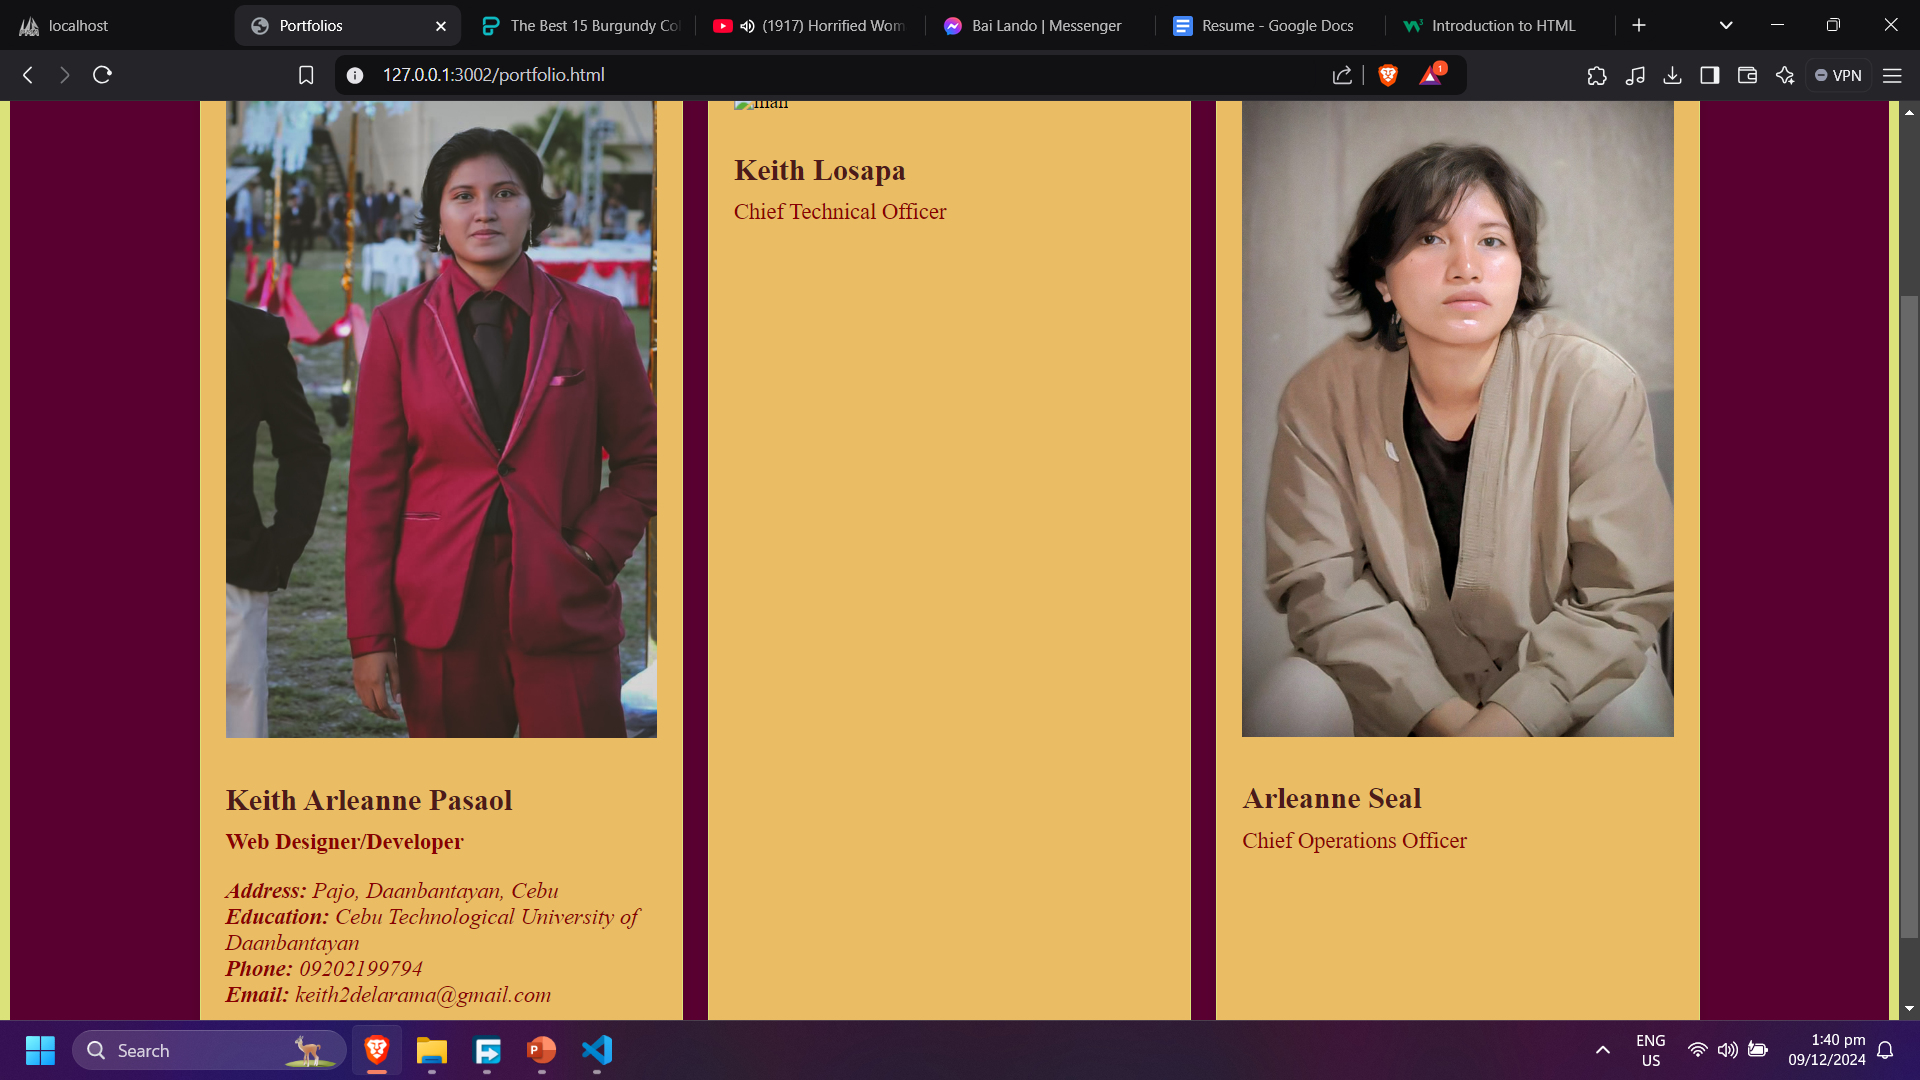 localhost
Portfolios
The Best 15 Burgundy Col
(1917) Horrified Wom
Bai Lando | Messenger
Resume - Google Docs
Introduction to HTML
127.0.0.1:3002/portfolio.html
1
VPN
man
Keith Losapa
Chief Technical Officer
Keith Arleanne Pasaol
Web Designer/Developer
Address: Pajo, Daanbantayan, Cebu
Education: Cebu Technological University of
Daanbantayan
Phone: 09202199794
Email: keith2delarama@gmail.com
Arleanne Seal
Chief Operations Officer
Search
ENG
US
1:40 pm
09/12/2024